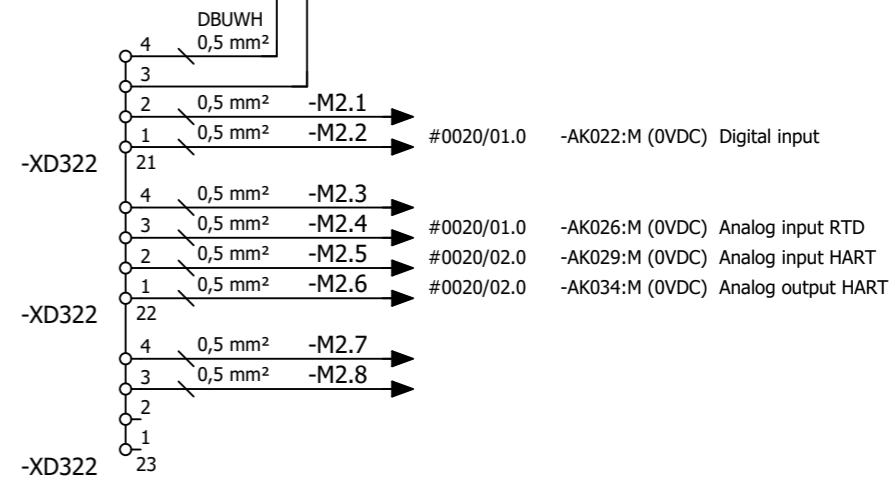 DBUWH
4 0,5 mm²
3
2 0,5 mm² -M2.1
1 0,5 mm² -M2.2 #0020/01.0 -AK022:M (0VDC) Digital input
-XD322 21
4 0,5 mm² -M2.3
3 0,5 mm² -M2.4 #0020/01.0 -AK026:M (0VDC) Analog input RTD
2 0,5 mm² -M2.5 #0020/02.0 -AK029:M (0VDC) Analog input HART
1 0,5 mm² -M2.6 #0020/02.0 -AK034:M (0VDC) Analog output HART
-XD322 22
4 0,5 mm² -M2.7
3 0,5 mm² -M2.8
2
1
-XD322 23